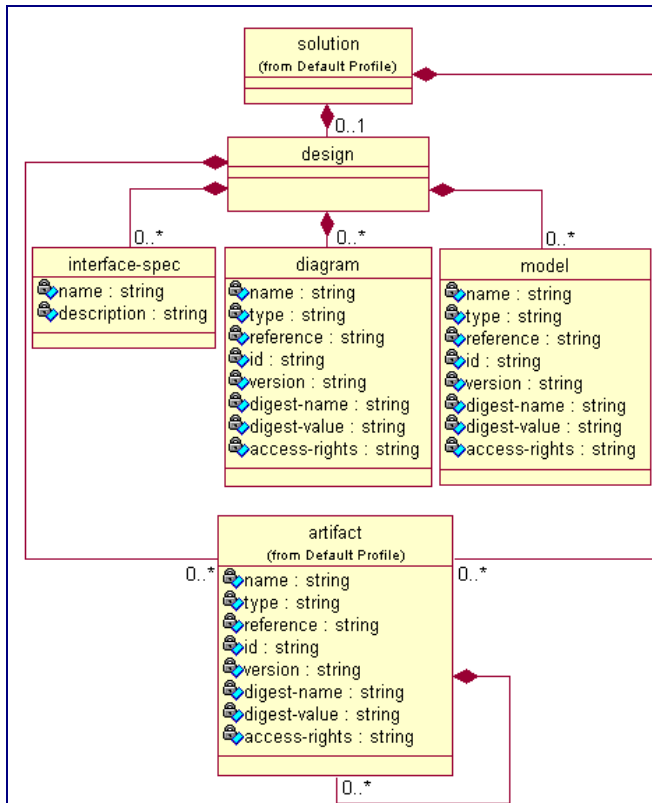 solution
(from Default Profile)
0..1
design
0..*
0..*
0..*
interface-spec
name : string
description : string
diagram
name : string
type : string
reference : string
id : string
version : string
digest-name : string
digest-value : string
access-rights : string
model
name : string
type : string
reference : string
id : string
version : string
digest-name : string
digest-value : string
access-rights : string
artifact
(from Default Profile)
0..*
0..*
name : string
type : string
reference : string
id : string
version : string
digest-name : string
digest-value : string
access-rights : string
0..*